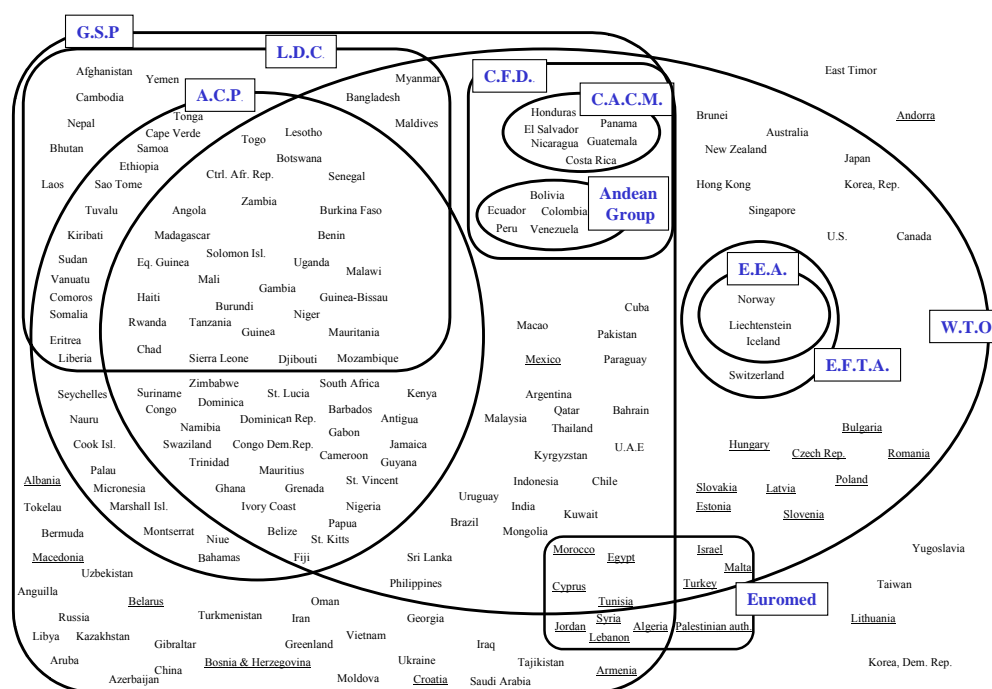 G.S.P
L.D.C.
Afghanistan
Yemen
Cambodia
A.C.P.
Myanmar
Bangladesh
Maldives
C.F.D.
C.A.C.M.
Honduras
Panama
El Salvador
Nicaragua
Guatemala
Costa Rica
East Timor
Brunei
Andorra
Australia
New Zealand
Japan
Nepal
Tonga
Cape Verde
Samoa
Togo
Lesotho
Bhutan
Ethiopia
Botswana
Laos
Sao Tome
Ctrl. Afr. Rep.
Senegal
Bolivia
Ecuador
Colombia
Peru
Venezuela
Andean
Group
Hong Kong
Korea, Rep.
Singapore
U.S.
Canada
Tuvalu
Angola
Zambia
Burkina Faso
Kiribati
Madagascar
Benin
Sudan
Eq. Guinea
Solomon Isl.
Uganda
Malawi
Vanuatu
Mali
Comoros
Haiti
Gambia
Guinea-Bissau
Somalia
Burundi
Niger
Rwanda
Tanzania
Guinea
Mauritania
Eritrea
Chad
Liberia
Sierra Leone
Djibouti
Mozambique
E.E.A.
Norway
Liechtenstein
Iceland
Switzerland
E.F.T.A.
W.T.O
Cuba
Macao
Pakistan
Mexico
Paraguay
Argentina
Qatar
Bahrain
Malaysia
Thailand
U.A.E
Kyrgyzstan
Indonesia
Chile
Uruguay
India
Kuwait
Brazil
Mongolia
Seychelles
Suriname
Zimbabwe
St. Lucia
South Africa
Kenya
Congo
Dominica
Nauru
Namibia
Dominican Rep.
Barbados
Antigua
Gabon
Cook Isl.
Swaziland
Congo Dem.Rep.
Jamaica
Trinidad
Cameroon
Guyana
Palau
Mauritius
St. Vincent
Albania
Micronesia
Ghana
Grenada
Tokelau
Marshall Isl.
Ivory Coast
Nigeria
Bermuda
Montserrat
Niue
Belize
Papua
St. Kitts
Bahamas
Fiji
Sri Lanka
Macedonia
Uzbekistan
Philippines
Anguilla
Belarus
Oman
Russia
Turkmenistan
Iran
Georgia
Libya
Kazakhstan
Gibraltar
Greenland
Vietnam
Iraq
Aruba
China
Bosnia & Herzegovina
Ukraine
Tajikistan
Azerbaijan
Moldova
Croatia
Saudi Arabia
Armenia
Bulgaria
Hungary
Czech Rep.
Romania
Poland
Slovakia
Latvia
Estonia
Slovenia
Morocco
Egypt
Israel
Malta
Cyprus
Turkey
Tunisia
Euromed
Jordan
Syria
Lebanon
Algeria
Palestinian auth.
Yugoslavia
Taiwan
Lithuania
Korea, Dem. Rep.